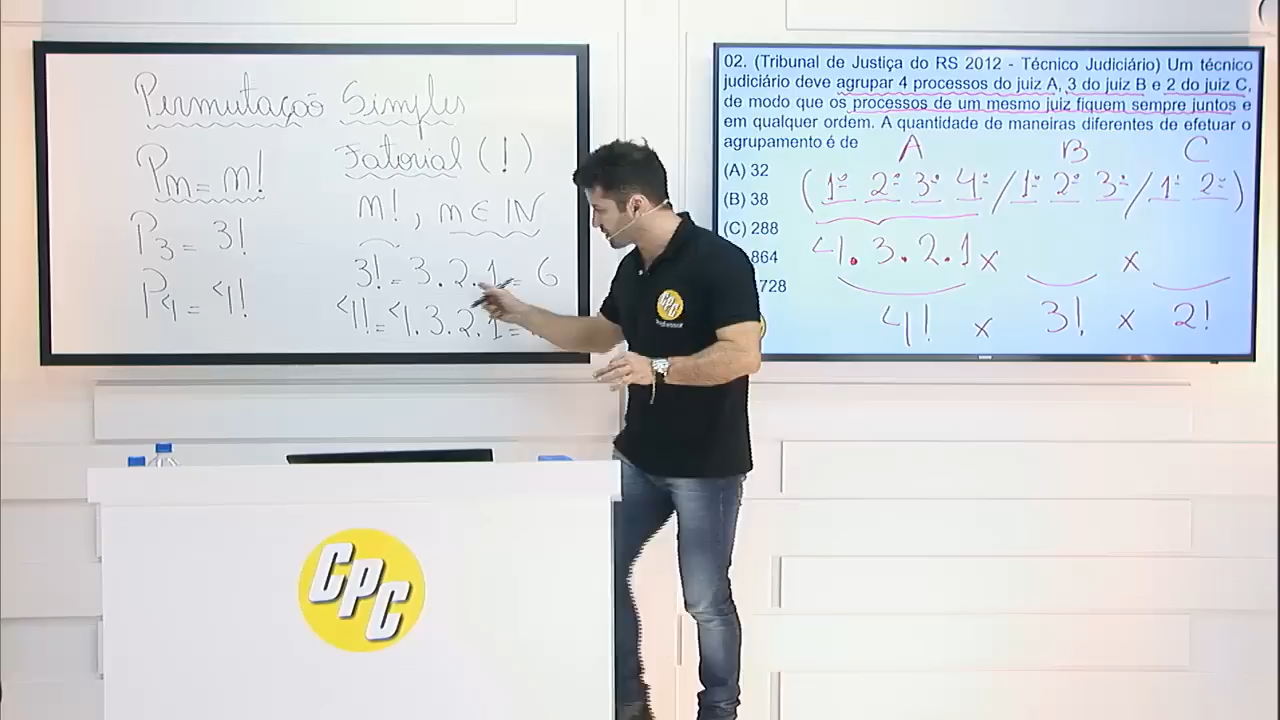 Permutação Simples
Pm = m!
P3 = 3!
P4 = 4!
Fatorial (!)
m! , m ∈ IN
3! = 3.2.1 = 6
4! = 4.3.2.1 =
02. (Tribunal de Justiça do RS 2012 - Técnico Judiciário) Um técnico
judiciário deve agrupar 4 processos do juiz A, 3 do juiz B e 2 do juiz C,
de modo que os processos de um mesmo juiz fiquem sempre juntos e
em qualquer ordem. A quantidade de maneiras diferentes de efetuar o
agrupamento é de
(A) 32
(B) 38
(C) 288
864
728
A B C
(1º 2º 3º 4º / 1º 2º 3º / 1º 2º)
4.3.2.1 x x
4! x 3! x 2!
CPC
Professor
CPC